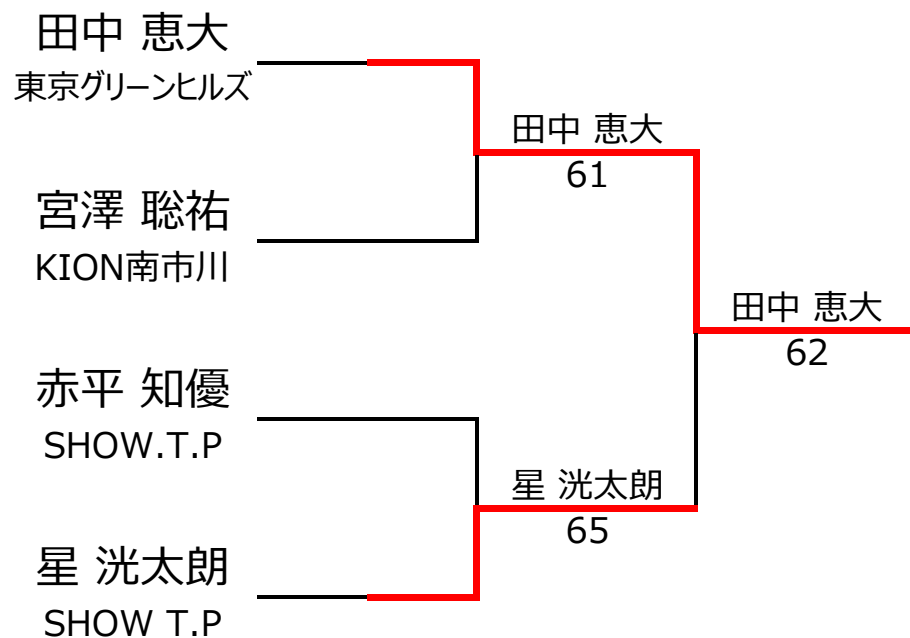 田中 恵大
東京グリーンヒルズ
宮澤 聡祐
KION南市川
赤平 知優
SHOW.T.P
星 洸太朗
SHOW T.P
田中 恵大
61
星 洸太朗
65
田中 恵大
62